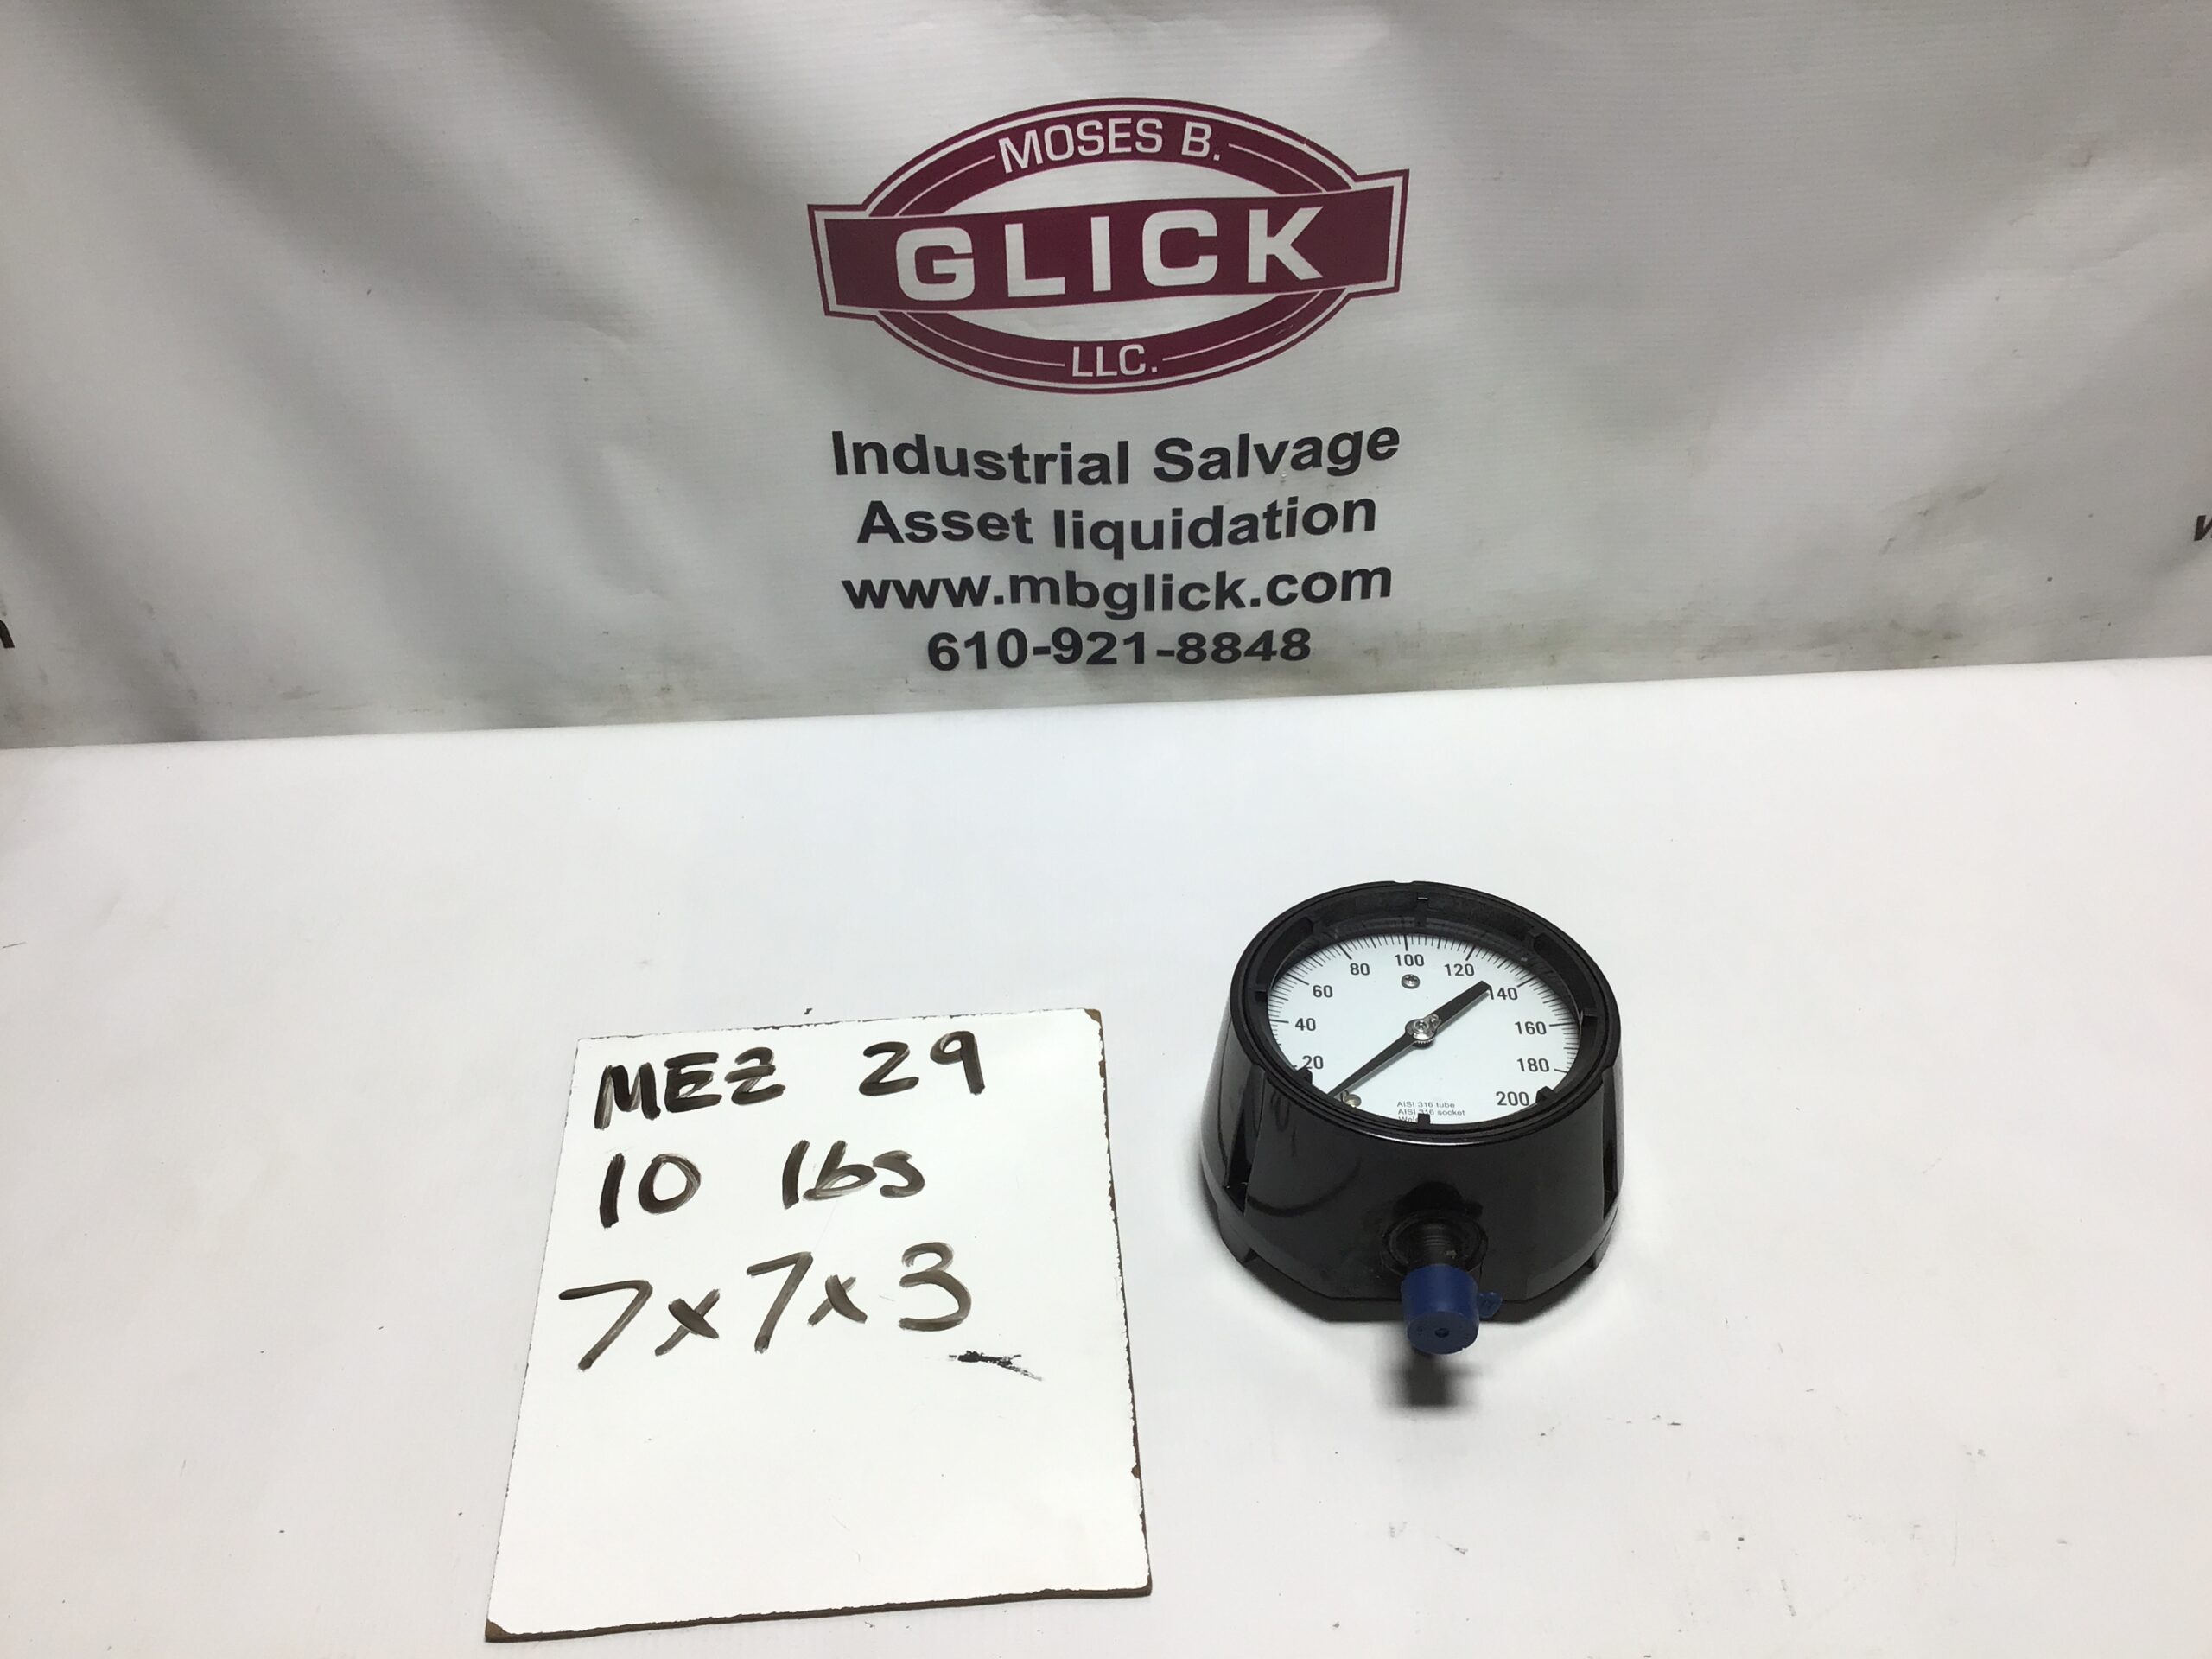 MOSES B.
GLICK
LLC.
Industrial Salvage
Asset liquidation
www.mbglick.com
610-921-8848
MEZ 29
10 lbs
7x7x3
20
40
60
80
100
120
140
160
180
200
AISI 316 tube
AISI 316 socket